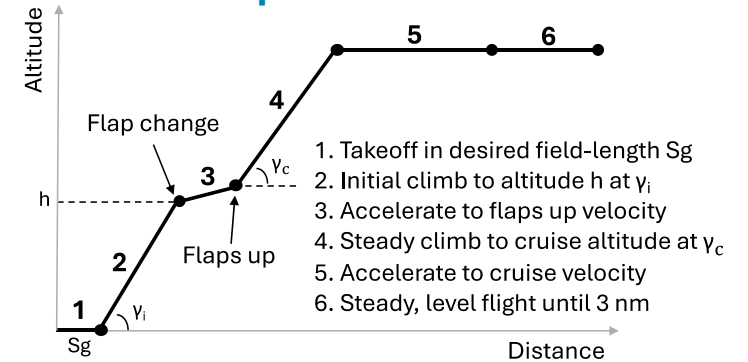 Altitude
5
6
4
Flap change
3
γc
h
1. Takeoff in desired field-length Sg
2. Initial climb to altitude h at γi
3. Accelerate to flaps up velocity
4. Steady climb to cruise altitude at γc
5. Accelerate to cruise velocity
6. Steady, level flight until 3 nm
Flaps up
2
1
γi
Sg
Distance